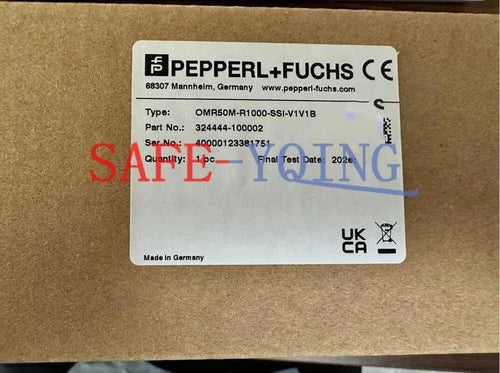 PEPPERL+FUCHS CE
68307 Mannheim, Germany www.pepperl-fuchs.com
Type: OMR50M-R1000-SSI-V1V1B
Part No.: 324444-100002
Ser.No.: 40000123381751
Quantity: 1 pc Final Test Date:
SAFE-YQING
UK
CA
Made in Germany